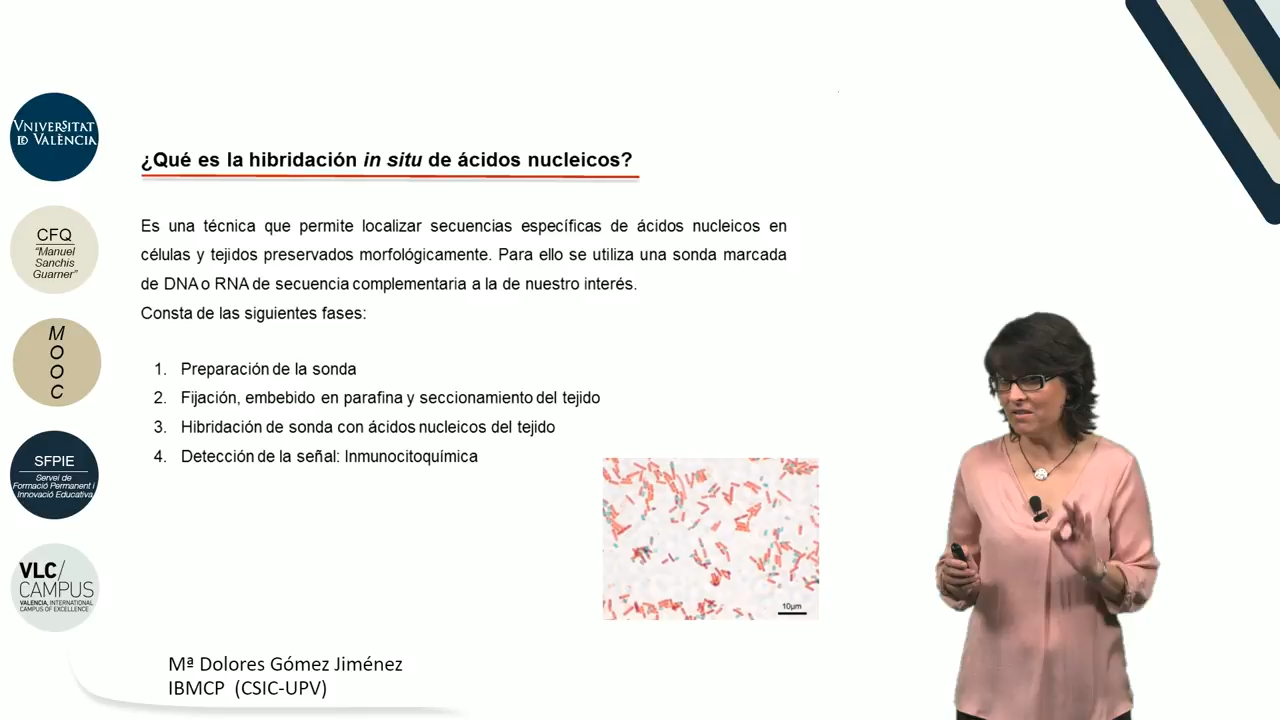 ¿Qué es la hibridación in situ de ácidos nucleicos?
Es una técnica que permite localizar secuencias específicas de ácidos nucleicos en
células y tejidos preservados morfológicamente. Para ello se utiliza una sonda marcada
de DNA o RNA de secuencia complementaria a la de nuestro interés.
Consta de las siguientes fases:
1. Preparación de la sonda
2. Fijación, embebido en parafina y seccionamiento del tejido
3. Hibridación de sonda con ácidos nucleicos del tejido
4. Detección de la señal: Inmunocitoquímica
10µm
Mª Dolores Gómez Jiménez
IBMCP (CSIC-UPV)
VNIVERSITAT
ID VALÈNCIA
CFQ
"Manuel
Sanchis
Guarner"
M
O
O
C
SFPIE
Servei de
Formació Permanent i
Innovació Educativa
VLC/
CAMPUS
VALENCIA, INTERNATIONAL
CAMPUS OF EXCELLENCE